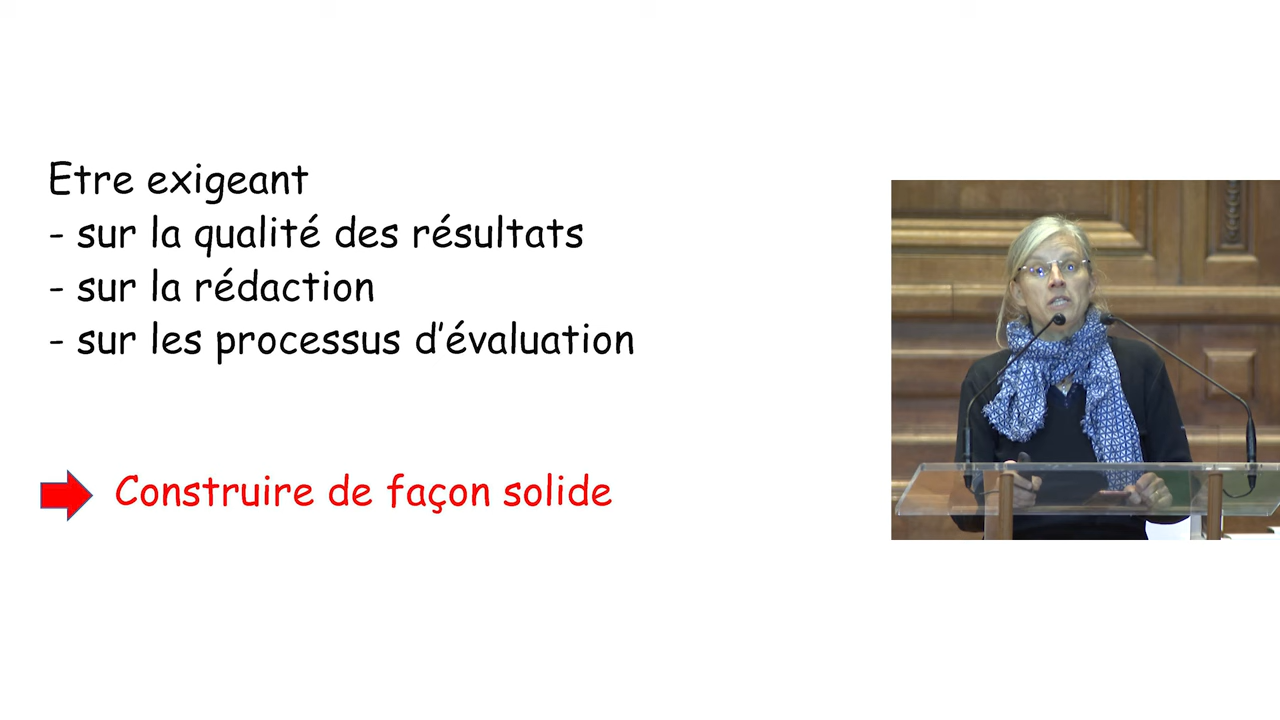 Etre exigeant
- sur la qualité des résultats
- sur la rédaction
- sur les processus d’évaluation
Construire de façon solide